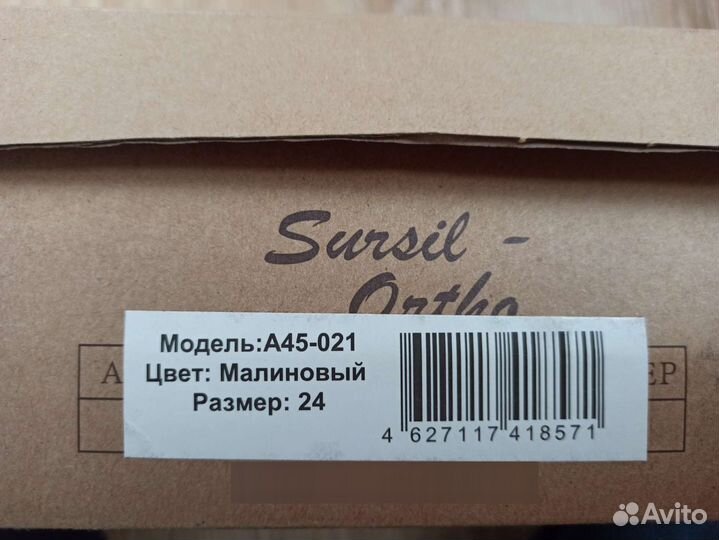 Sursil -
Ortho
Модель:А45-021
Цвет: Малиновый
Размер: 24
4 627117 418571
Avito